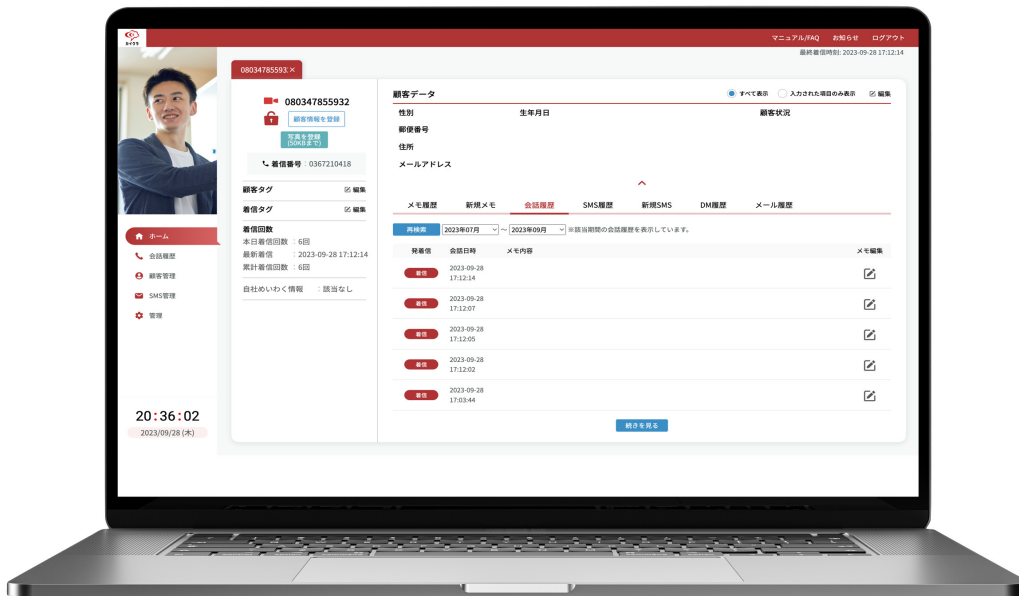 カイクラ
マニュアル/FAQ お知らせ ログアウト
最終着信時刻: 2023-09-28 17:12:14
08034785593:×
080347855932
顧客情報を登録
写真を登録
(50KBまで)
着信番号 : 0367210418
顧客タグ 編集
着信タグ 編集
着信回数
本日着信回数 : 6回
最新着信 : 2023-09-28 17:12:14
累計着信回数 : 6回
自社めいわく情報 : 該当なし
ホーム
会話履歴
顧客管理
SMS管理
管理
20:36:02
2023/09/28 (木)
顧客データ すべて表示 入力された項目のみ表示 編集
性別 生年月日 顧客状況
郵便番号
住所
メールアドレス
メモ履歴 新規メモ 会話履歴 SMS履歴 新規SMS DM履歴 メール履歴
再検索 2023年07月 ~ 2023年09月 ※該当期間の会話履歴を表示しています。
発着信 会話日時 メモ内容 メモ編集
着信 2023-09-28
17:12:14
着信 2023-09-28
17:12:07
着信 2023-09-28
17:12:05
着信 2023-09-28
17:12:02
着信 2023-09-28
17:03:44
続きを見る